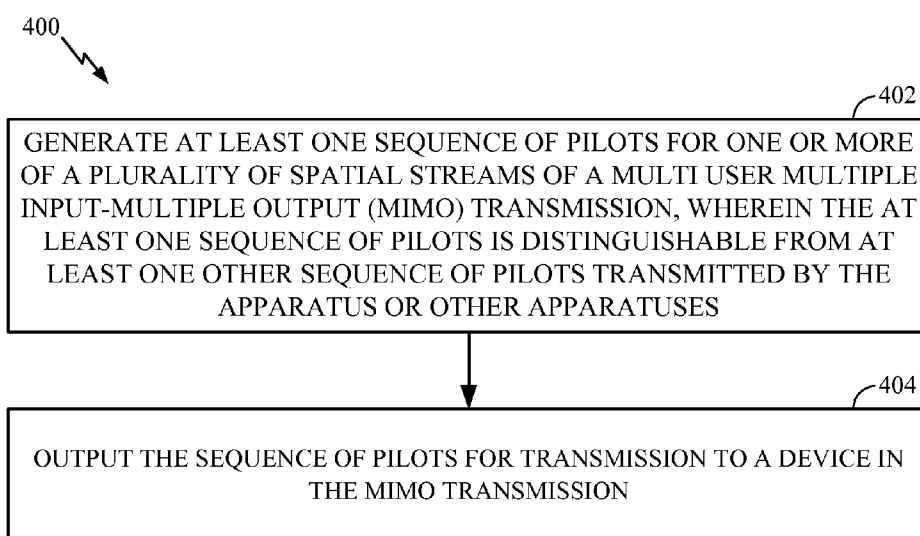 400
402
GENERATE AT LEAST ONE SEQUENCE OF PILOTS FOR ONE OR MORE
OF A PLURALITY OF SPATIAL STREAMS OF A MULTI USER MULTIPLE
INPUT-MULTIPLE OUTPUT (MIMO) TRANSMISSION, WHEREIN THE AT
LEAST ONE SEQUENCE OF PILOTS IS DISTINGUISHABLE FROM AT
LEAST ONE OTHER SEQUENCE OF PILOTS TRANSMITTED BY THE
APPARATUS OR OTHER APPARATUSES
404
OUTPUT THE SEQUENCE OF PILOTS FOR TRANSMISSION TO A DEVICE IN
THE MIMO TRANSMISSION